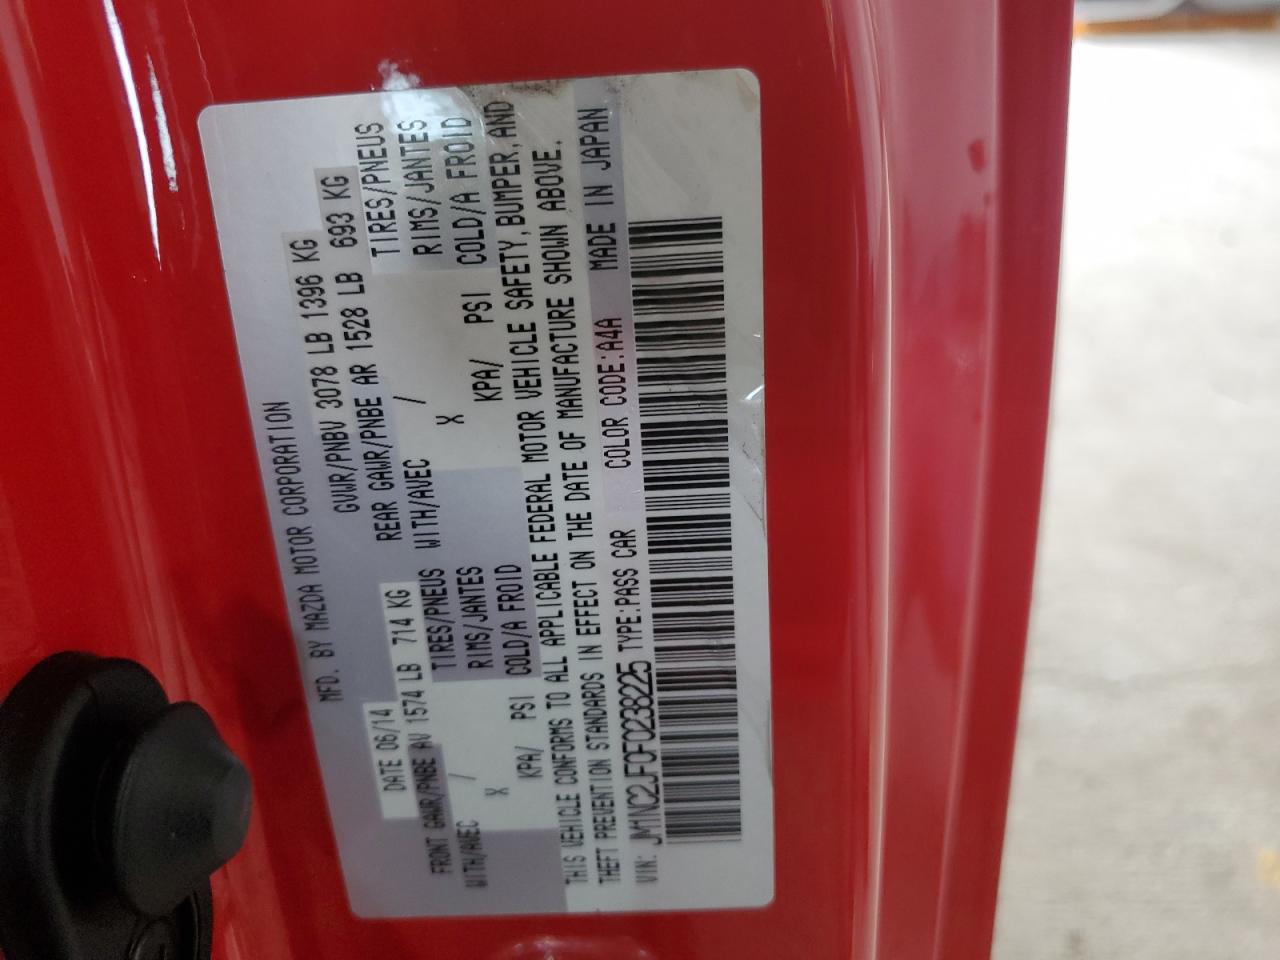 MFD. BY MAZDA MOTOR CORPORATION
DATE 06/14 GVWR/PNBV 3078 LB 1396 KG
FRONT GAWR/PNBE AV 1574 LB 714 KG REAR GAWR/PNBE AR 1528 LB 693 KG
WITH/AVEC / TIRES/PNEUS WITH/AVEC / TIRES/PNEUS
X RIMS/JANTES X RIMS/JANTES
KPA/ PSI COLD/A FROID KPA/ PSI COLD/A FROID
THIS VEHICLE CONFORMS TO ALL APPLICABLE FEDERAL MOTOR VEHICLE SAFETY, BUMPER, AND
THEFT PREVENTION STANDARDS IN EFFECT ON THE DATE OF MANUFACTURE SHOWN ABOVE.
VIN: JM1NC2JF0F0238225 TYPE:PASS CAR COLOR CODE:A4A MADE IN JAPAN